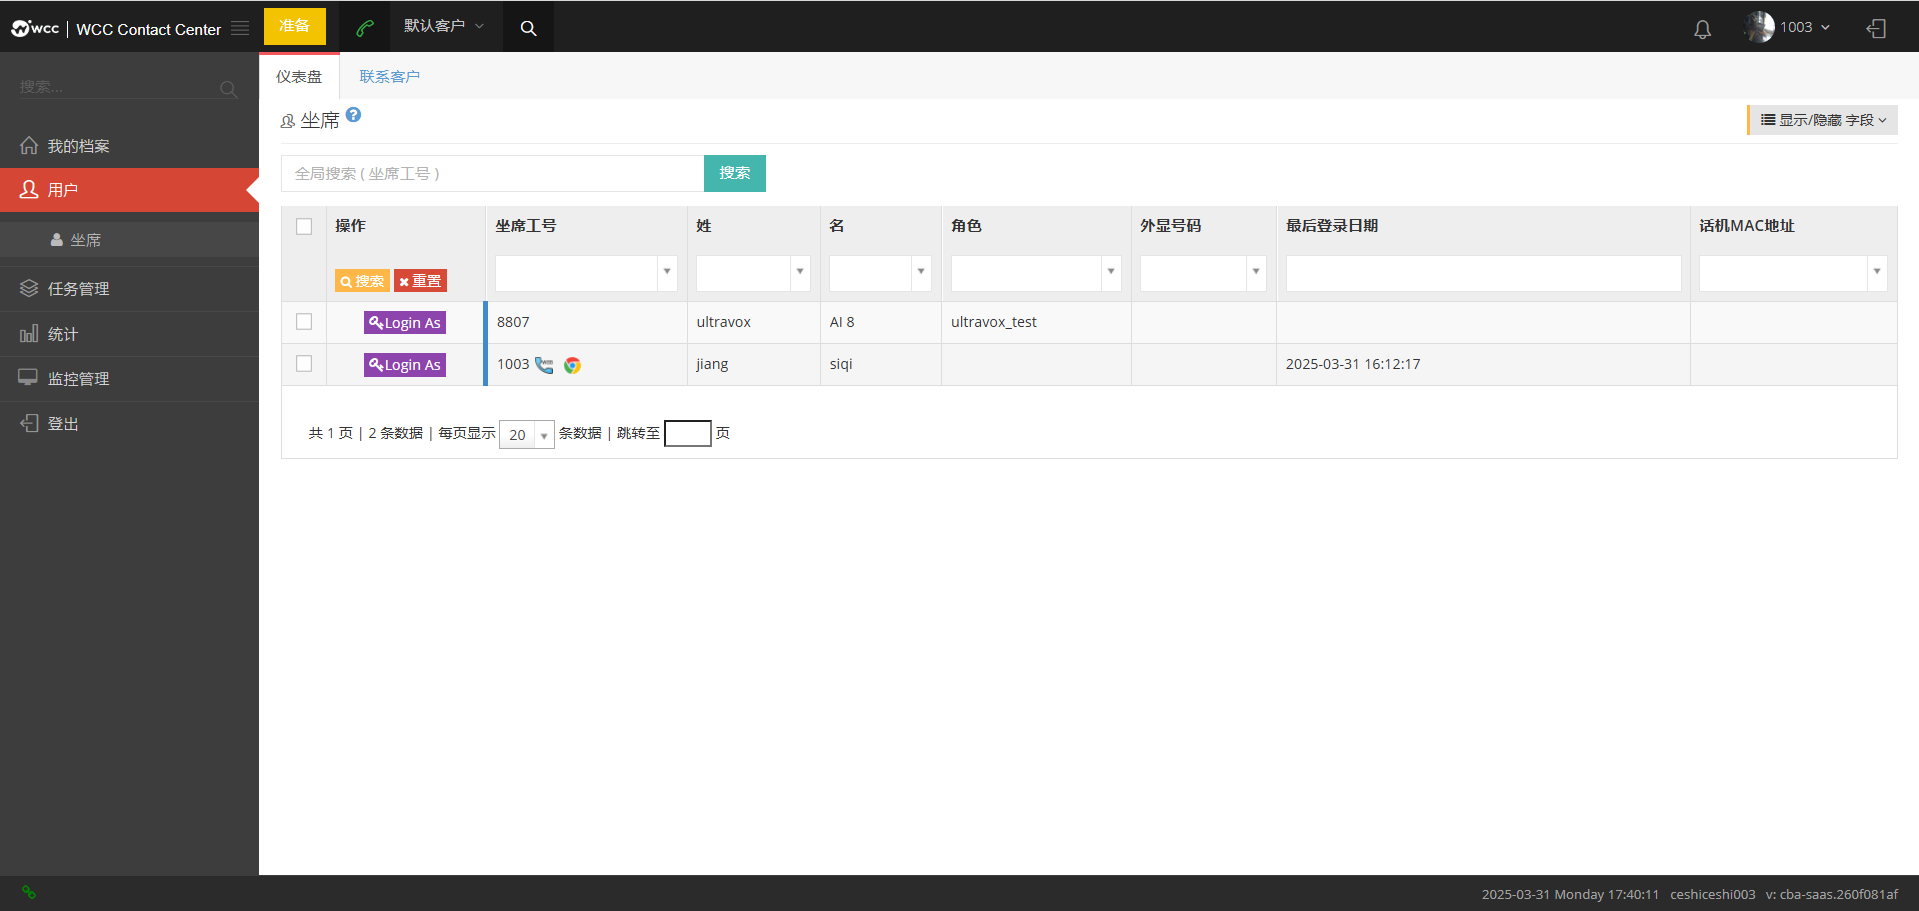 wcc | WCC Contact Center
准备
默认客户
1003
搜索...
我的档案
用户
坐席
任务管理
统计
监控管理
登出
仪表盘 联系客户
坐席
显示/隐藏 字段
全局搜索 ( 坐席工号 ) 搜索
操作 坐席工号 姓 名 角色 外显号码 最后登录日期 话机MAC地址
搜索 重置
Login As 8807 ultravox AI 8 ultravox_test
Login As 1003 jiang siqi 2025-03-31 16:12:17
共 1 页 | 2 条数据 | 每页显示 20 条数据 | 跳转至 页
2025-03-31 Monday 17:40:11 ceshiceshi003 v: cba-saas.260f081af